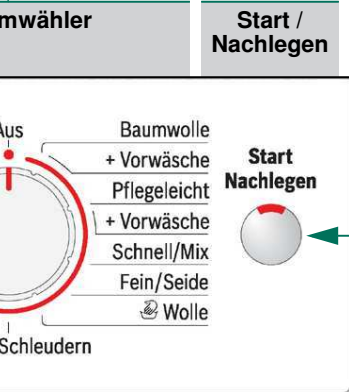 mwähler
Start /
Nachlegen
Aus
Baumwolle
+ Vorwäsche
Pflegeleicht
+ Vorwäsche
Schnell/Mix
Fein/Seide
Wolle
Schleudern
Start
Nachlegen